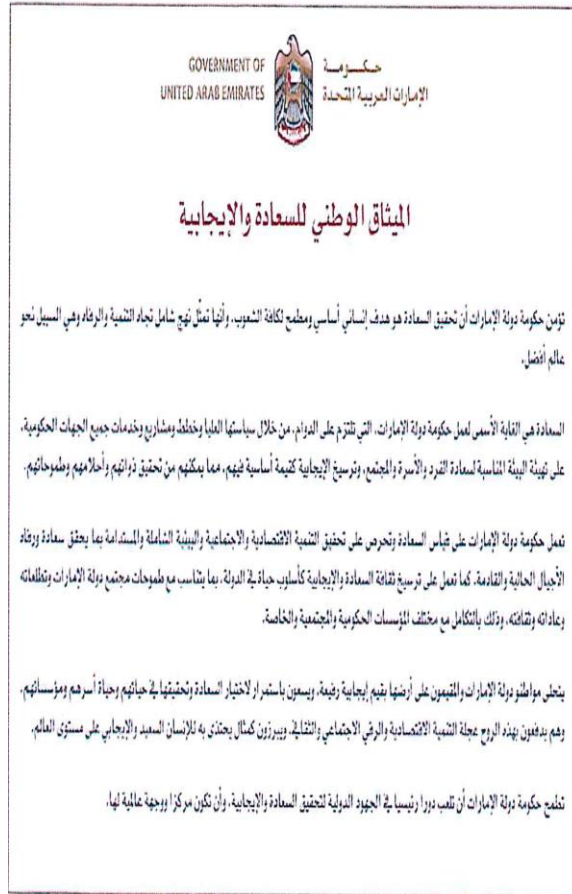 GOVERNMENT OF
UNITED ARAB EMIRATES
حكومة
الإمارات العربية المتحدة
الميثاق الوطني للسعادة والإيجابية
تؤمن حكومة دولة الإمارات أن تحقيق السعادة هو هدف إنساني أساسي ومطمح لكافة الشعوب، وأنها تمثّل نهج شامل تجاه التنمية والرفاه وهي السبيل نحو
عالم أفضل.
السعادة هي الغاية الأسمى لعمل حكومة دولة الإمارات، التي تلتزم على الدوام، من خلال سياستها العليا وخطط ومشاريع وخدمات جميع الجهات الحكومية،
على تهيئة البيئة المناسبة لسعادة الفرد والأسرة والمجتمع، وترسيخ الإيجابية كقيمة أساسية فيهم، مما يمكنهم من تحقيق ذواتهم وأحلامهم وطموحاتهم.
تعمل حكومة دولة الإمارات على قياس السعادة وتحرص على تحقيق التنمية الاقتصادية والاجتماعية والبيئية الشاملة والمستدامة بما يحقق سعادة ورفاه
الأجيال الحالية والقادمة. كما تعمل على ترسيخ ثقافة السعادة والإيجابية كأسلوب حياة في الدولة، بما يتناسب مع طموحات مجتمع دولة الإمارات وتطلعاته
وعاداته وثقافته، وذلك بالتكامل مع مختلف المؤسسات الحكومية والمجتمعية والخاصة.
يتحلى مواطنو دولة الإمارات والمقيمون على أرضها بقيم إيجابية رفيعة، ويسعون باستمرار لاختيار السعادة وتحقيقها في حياتهم وحياة أسرهم ومؤسساتهم،
وهم يدفعون بهذه الروح عجلة التنمية الاقتصادية والرقي الاجتماعي والثقافي، ويبرزون كمثال يحتذى به للإنسان السعيد والإيجابي على مستوى العالم.
تطمح حكومة دولة الإمارات أن تلعب دورا رئيسيا في الجهود الدولية لتحقيق السعادة والإيجابية، وأن تكون مركزا ووجهة عالمية لها.